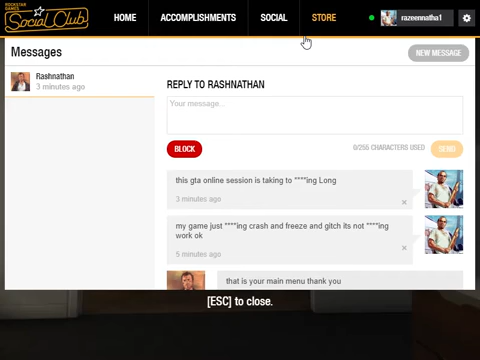 ROCKSTAR
GAMES
Social Club
HOME ACCOMPLISHMENTS SOCIAL STORE razeennatha1
Messages NEW MESSAGE
Rashnathan
3 minutes ago
REPLY TO RASHNATHAN
Your message...
BLOCK 0/255 CHARACTERS USED SEND
this gta online session is taking to ****ing Long
3 minutes ago
my game just ****ing crash and freeze and gitch its not ****ing
work ok
5 minutes ago
that is your main menu thank you
[ESC] to close.